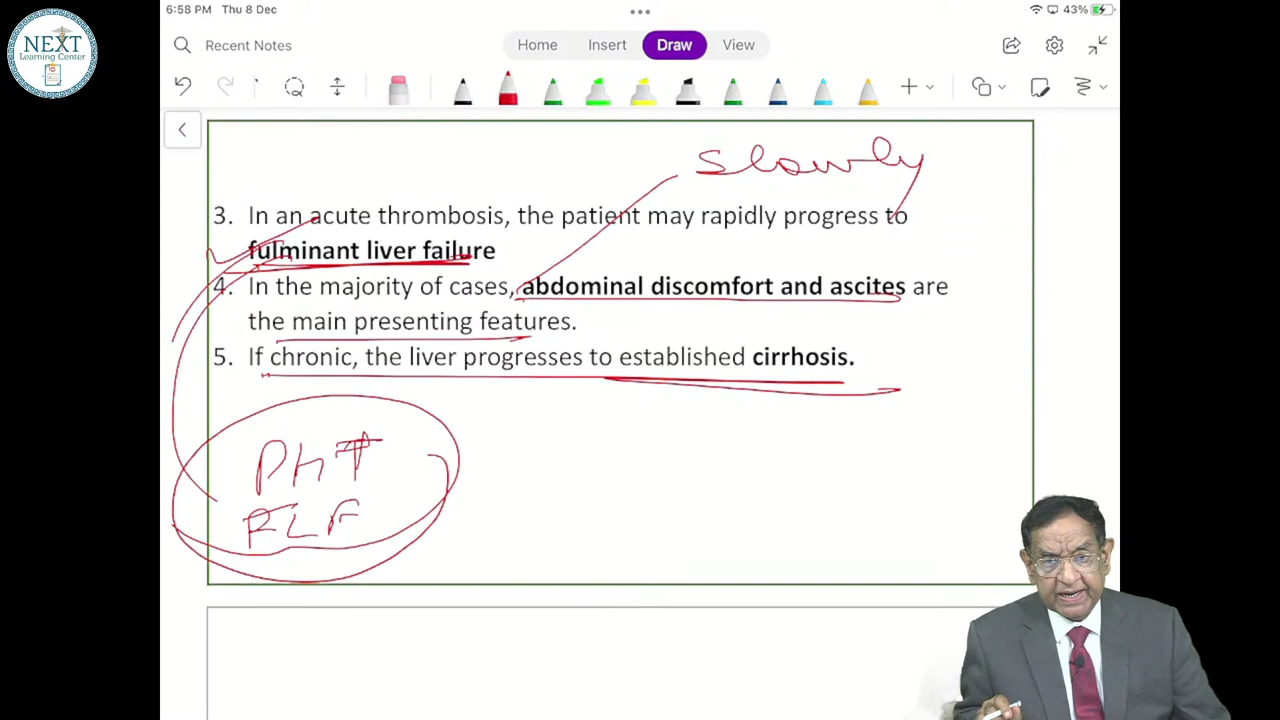 6:58 PM Thu 8 Dec
43%
NEXT
Learning Center
Recent Notes
Home Insert Draw View
slowly
3. In an acute thrombosis, the patient may rapidly progress to
fulminant liver failure
4. In the majority of cases, abdominal discomfort and ascites are
the main presenting features.
5. If chronic, the liver progresses to established cirrhosis.
PhT
FLF